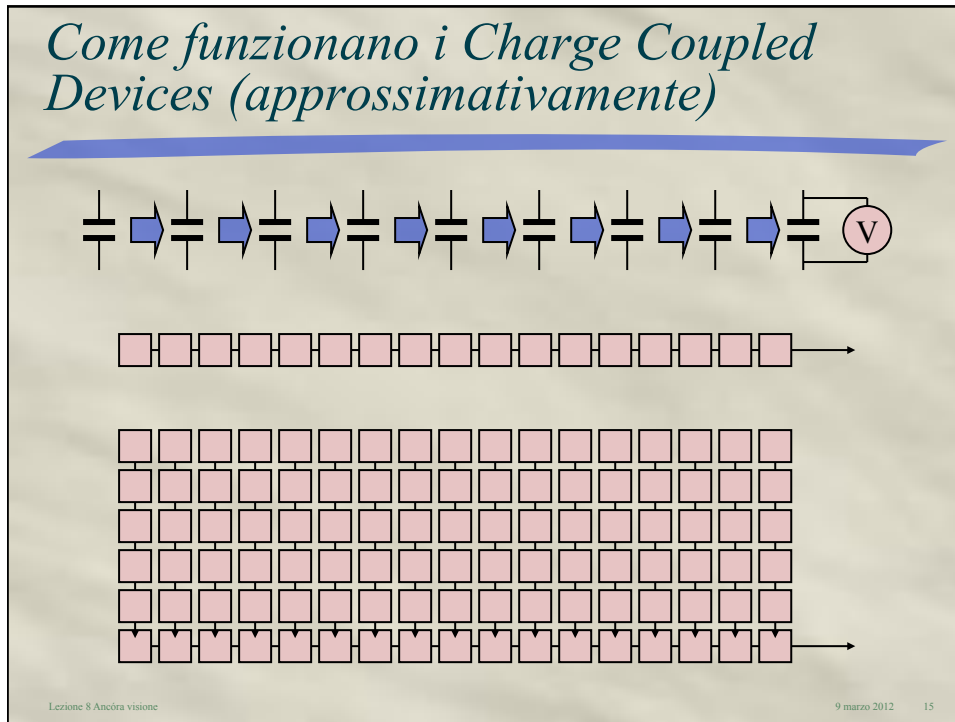 Come funzionano i Charge Coupled
Devices (approssimativamente)
V
Lezione 8 Ancóra visione
9 marzo 2012
15